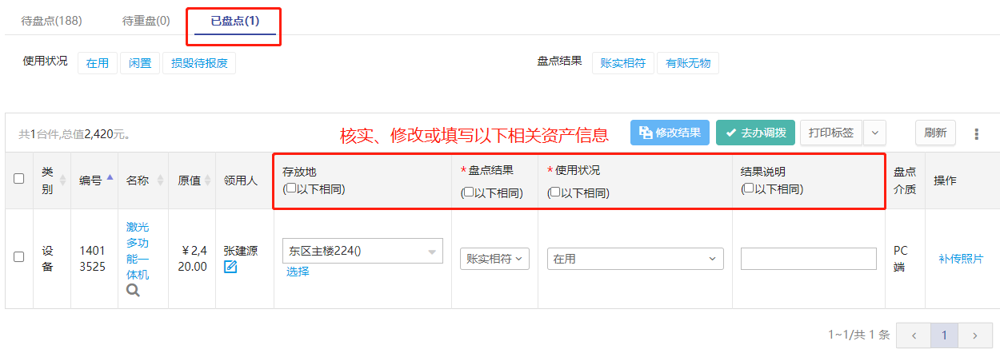 待盘点(188) 待重盘(0) 已盘点(1)
使用状况 在用 闲置 损毁待报废 盘点结果 账实相符 有账无物
共1台件,总值2,420元。 核实、修改或填写以下相关资产信息 修改结果 去办调拨 打印标签 刷新
类别 编号 名称 原值 领用人 存放地 (以下相同) *盘点结果 (以下相同) *使用状况 (以下相同) 结果说明 (以下相同) 盘点介质 操作
设备 14013525 激光多功能一体机 ￥2,420.00 张建源 东区主楼224() 选择 账实相符 在用 PC端 补传照片
1~1/共 1 条 < 1 >